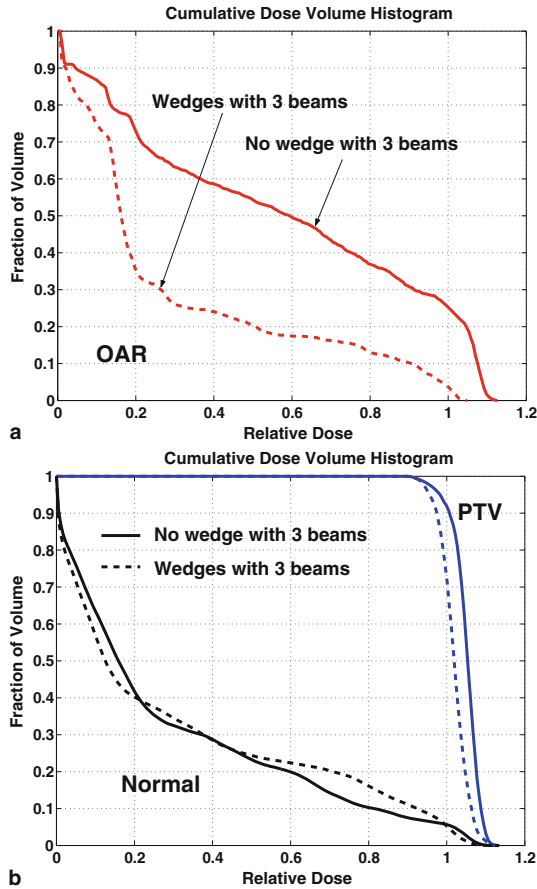 Cumulative Dose Volume Histogram
1
0.9
0.8
0.7
0.6
0.5
0.4
0.3
0.2
0.1
0
Fraction of Volume
Wedges with 3 beams
No wedge with 3 beams
OAR
0 0.2 0.4 0.6 0.8 1 1.2
Relative Dose
a
Cumulative Dose Volume Histogram
1
0.9
0.8
0.7
0.6
0.5
0.4
0.3
0.2
0.1
0
Fraction of Volume
PTV
No wedge with 3 beams
Wedges with 3 beams
Normal
0 0.2 0.4 0.6 0.8 1 1.2
Relative Dose
b